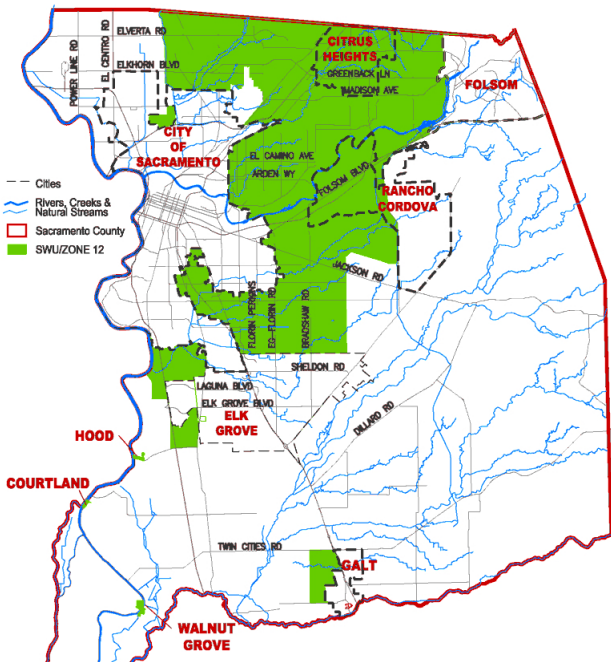 ELVERTA RD
POWER LINE RD
EL CENTRO RD
ELKHORN BLVD
CITRUS
HEIGHTS
GREENBACK LN
MADISON AVE
FOLSOM
CITY
OF
SACRAMENTO
EL CAMINO AVE
ARDEN WY
FOLSOM BLVD
RANCHO
CORDOVA
Cities
Rivers, Creeks &
Natural Streams
Sacramento County
SWU/ZONE 12
JACKSON RD
FLORIN PERKINS
EG-FLORIN RD
BRADSHAW RD
SHELDON RD
LAGUNA BLVD
ELK GROVE BLVD
ELK
GROVE
DILLARD RD
HOOD
COURTLAND
TWIN CITIES RD
GALT
WALNUT
GROVE